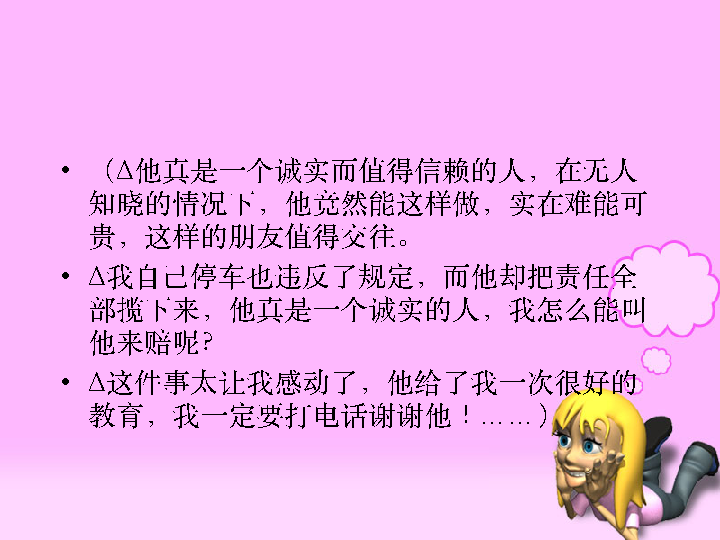 • （Δ他真是一个诚实而值得信赖的人，在无人
知晓的情况下，他竟然能这样做，实在难能可
贵，这样的朋友值得交往。
• Δ我自己停车也违反了规定，而他却把责任全
部揽下来，他真是一个诚实的人，我怎么能叫
他来赔呢?
• Δ这件事太让我感动了，他给了我一次很好的
教育，我一定要打电话谢谢他！……）